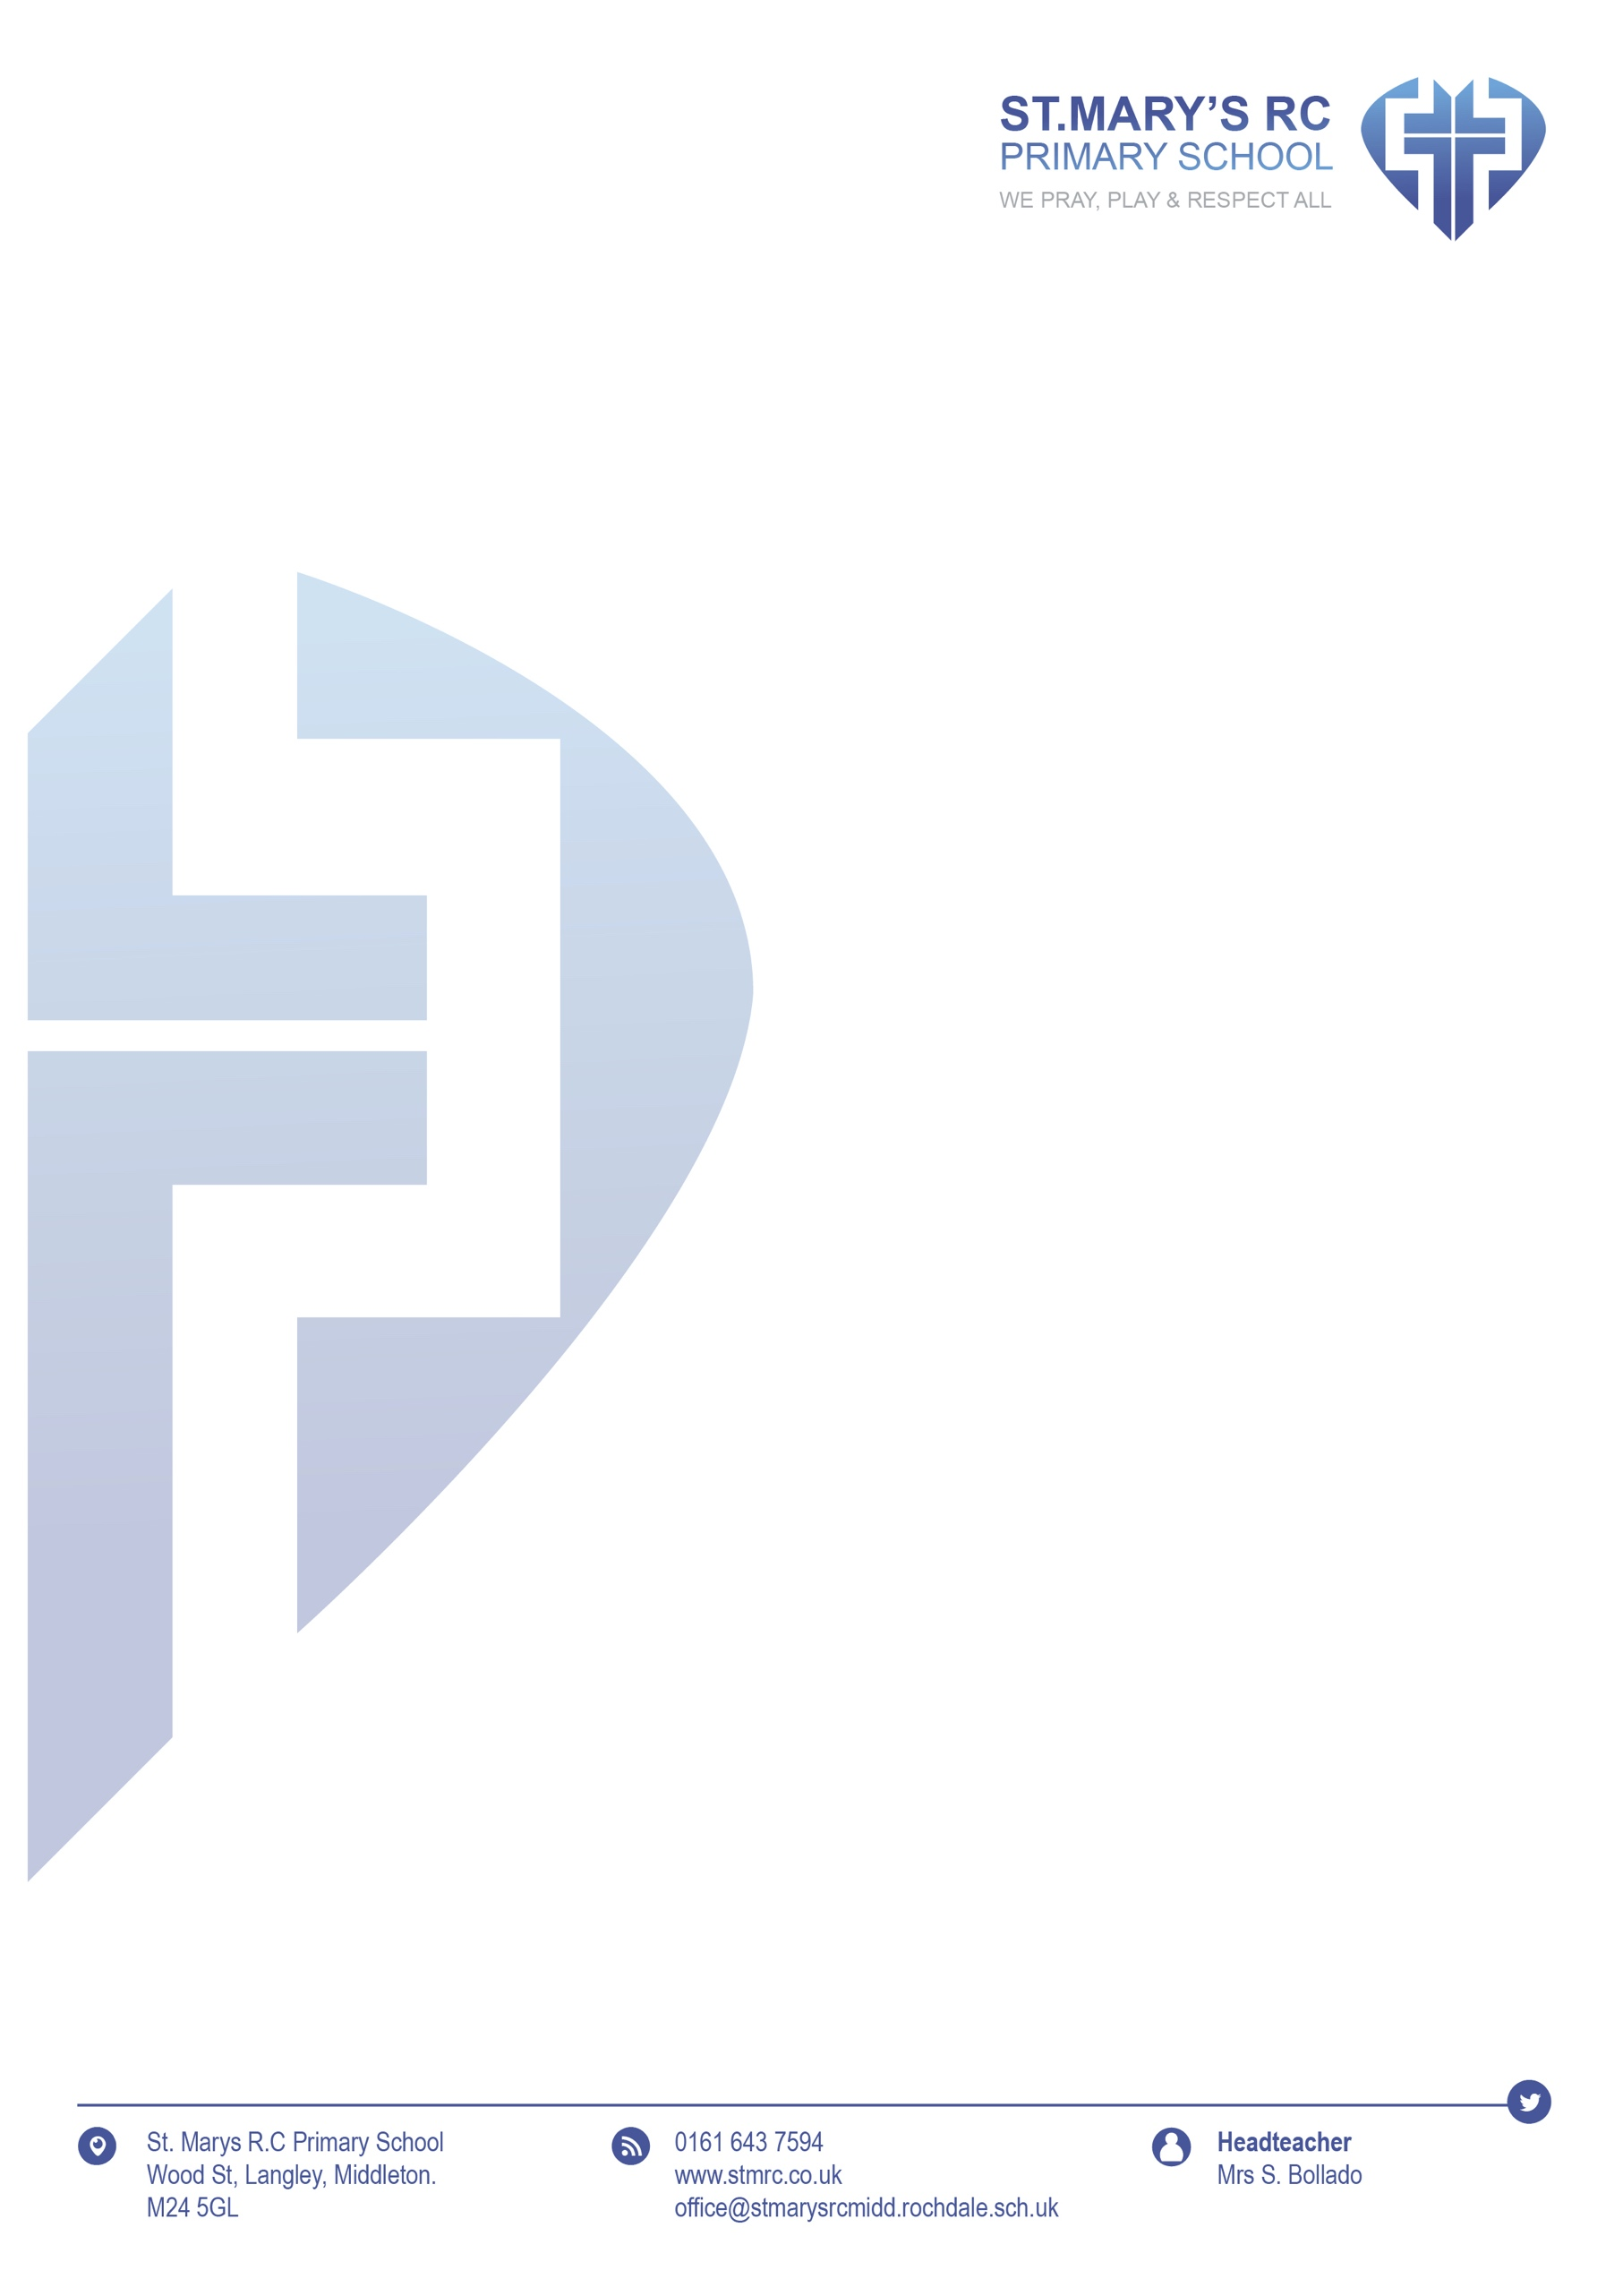 ST.MARY’S RC
PRIMARY SCHOOL
WE PRAY, PLAY & RESPECT ALL
St. Marys R.C Primary School
Wood St, Langley, Middleton.
M24 5GL
0161 643 7594
www.stmrc.co.uk
office@stmarysrcmidd.rochdale.sch.uk
Headteacher
Mrs S. Bollado